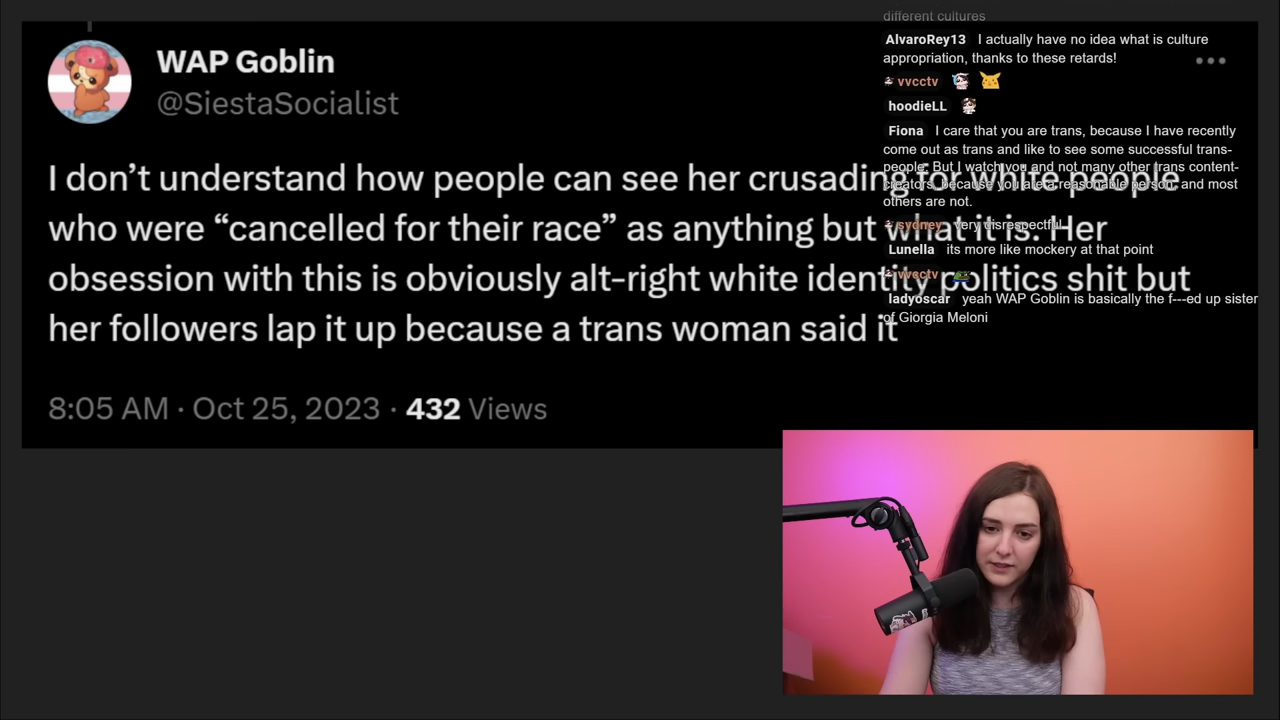 WAP Goblin
@SiestaSocialist
I don’t understand how people can see her crusading for white people
who were “cancelled for their race” as anything but what it is. Her
obsession with this is obviously alt-right white identity politics shit but
her followers lap it up because a trans woman said it
8:05 AM · Oct 25, 2023 · 432 Views
different cultures
AlvaroRey13 I actually have no idea what is culture
appropriation, thanks to these retards!
vvcctv
hoodieLL
Fiona I care that you are trans, because I have recently
come out as trans and like to see some successful trans-
people. But I watch you and not many other trans content-
creators, because you are a reasonable person, and most
others are not.
sydney very disrespectful
Lunella its more like mockery at that point
vvcctv
ladyoscar yeah WAP Goblin is basically the f---ed up sister
of Giorgia Meloni